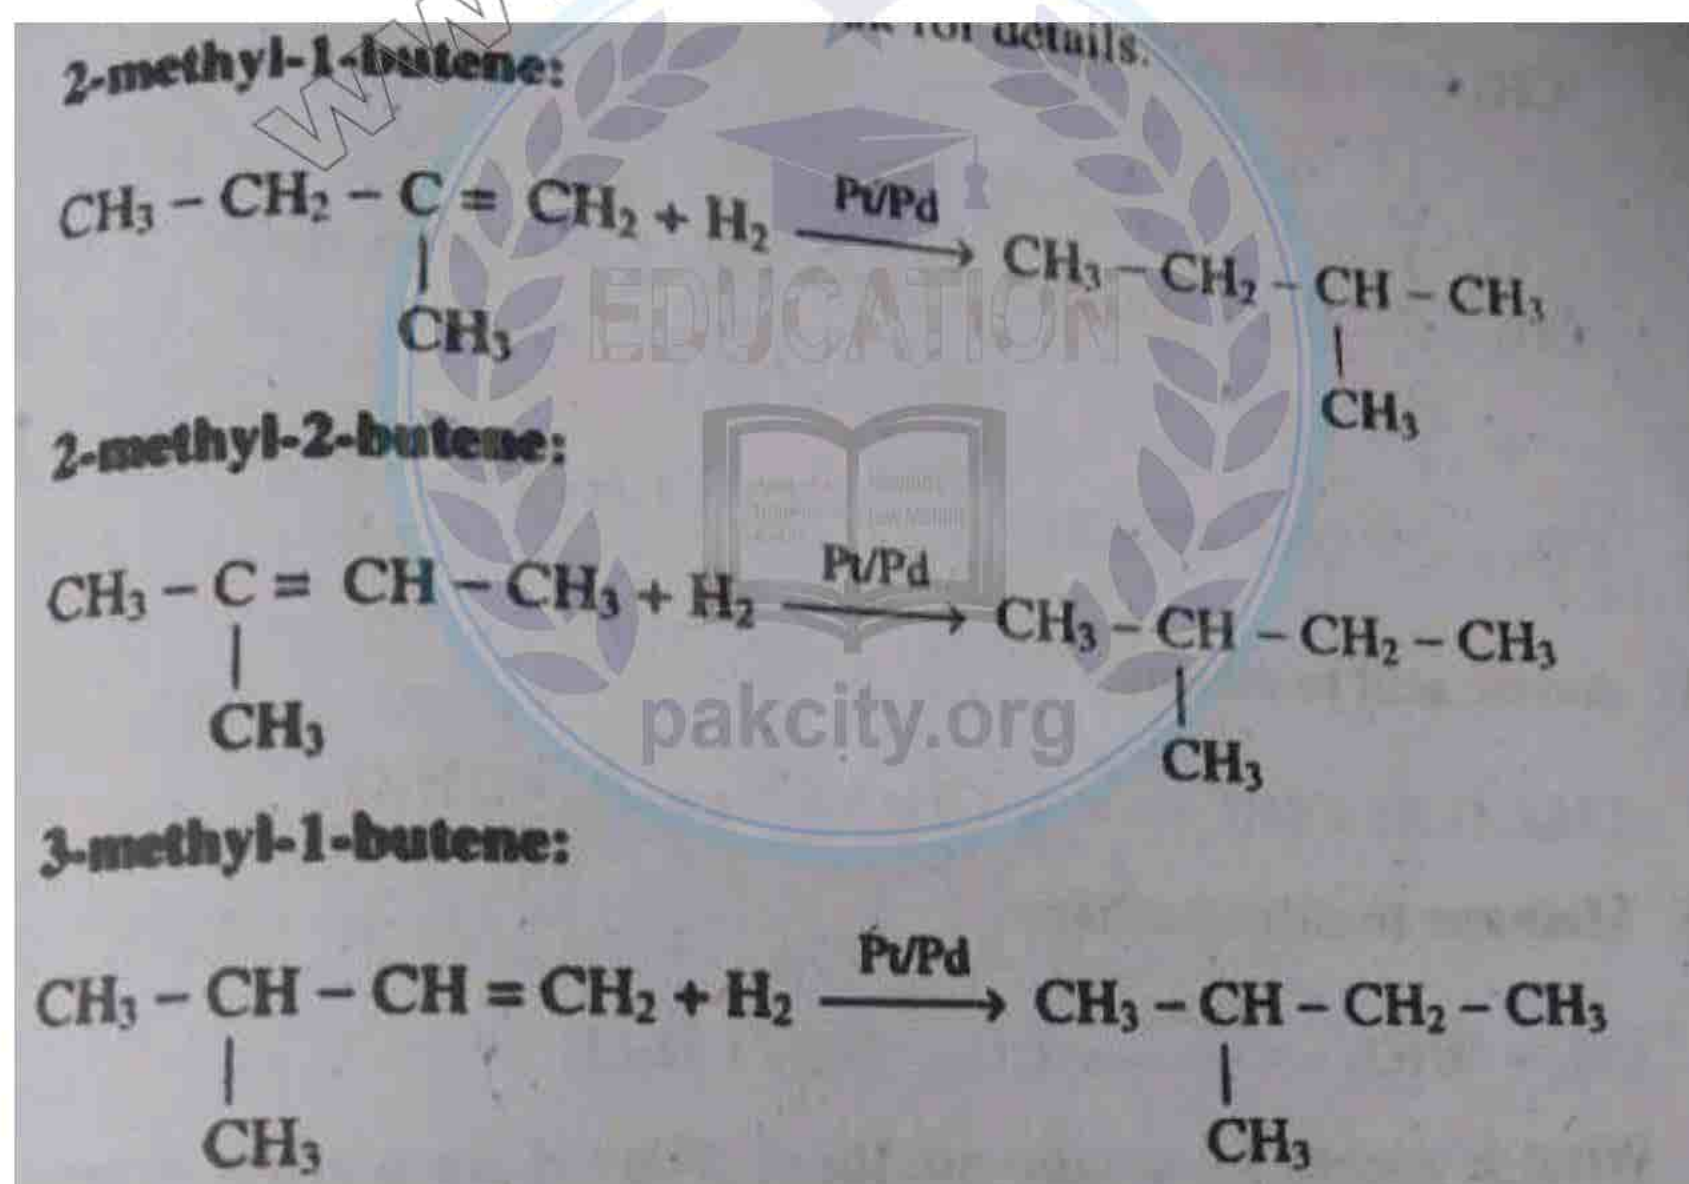 for details.
2-methyl-1-butene:
CH₃ – CH₂ – C = CH₂ + H₂ Pt/Pd → CH₃ – CH₂ – CH – CH₃
|
CH₃
|
CH₃
EDUCATION
2-methyl-2-butene:
CH₃ – C = CH – CH₃ + H₂ Pt/Pd → CH₃ – CH – CH₂ – CH₃
|
CH₃
|
CH₃
pakcity.org
3-methyl-1-butene:
CH₃ – CH – CH = CH₂ + H₂ Pt/Pd → CH₃ – CH – CH₂ – CH₃
|
CH₃
|
CH₃